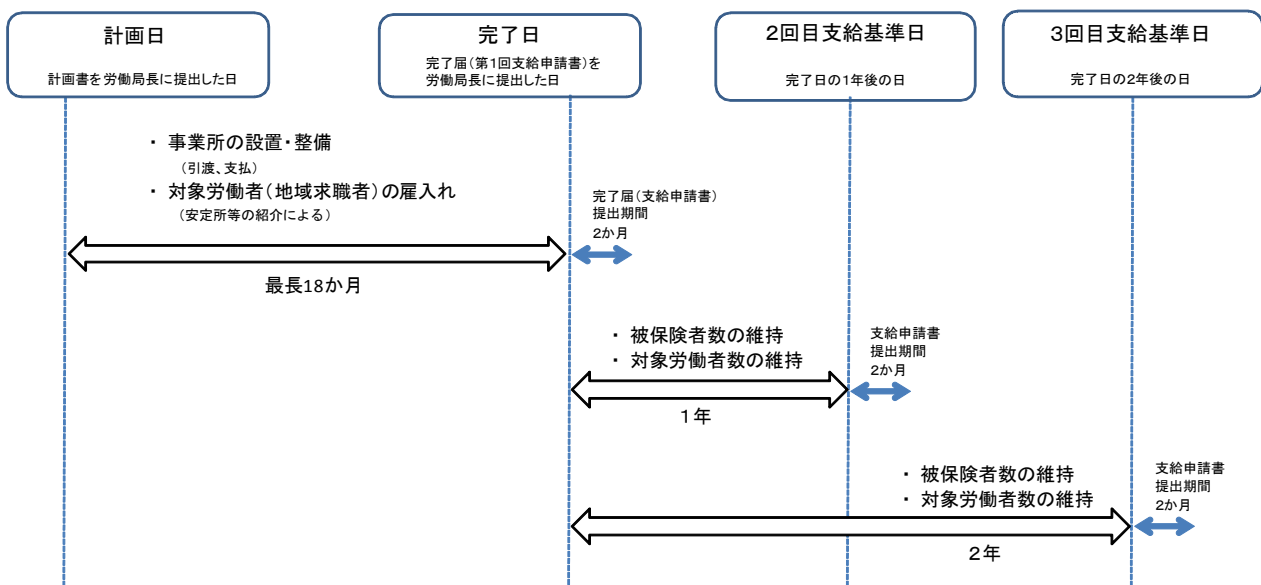 計画日
計画書を労働局長に提出した日
完了日
完了届(第1回支給申請書)を
労働局長に提出した日
2回目支給基準日
完了日の1年後の日
3回目支給基準日
完了日の2年後の日
・ 事業所の設置・整備
(引渡、支払)
・ 対象労働者(地域求職者)の雇入れ
(安定所等の紹介による)
最長18か月
完了届(支給申請書)
提出期間
2か月
・ 被保険者数の維持
・ 対象労働者数の維持
1年
支給申請書
提出期間
2か月
・ 被保険者数の維持
・ 対象労働者数の維持
2年
支給申請書
提出期間
2か月